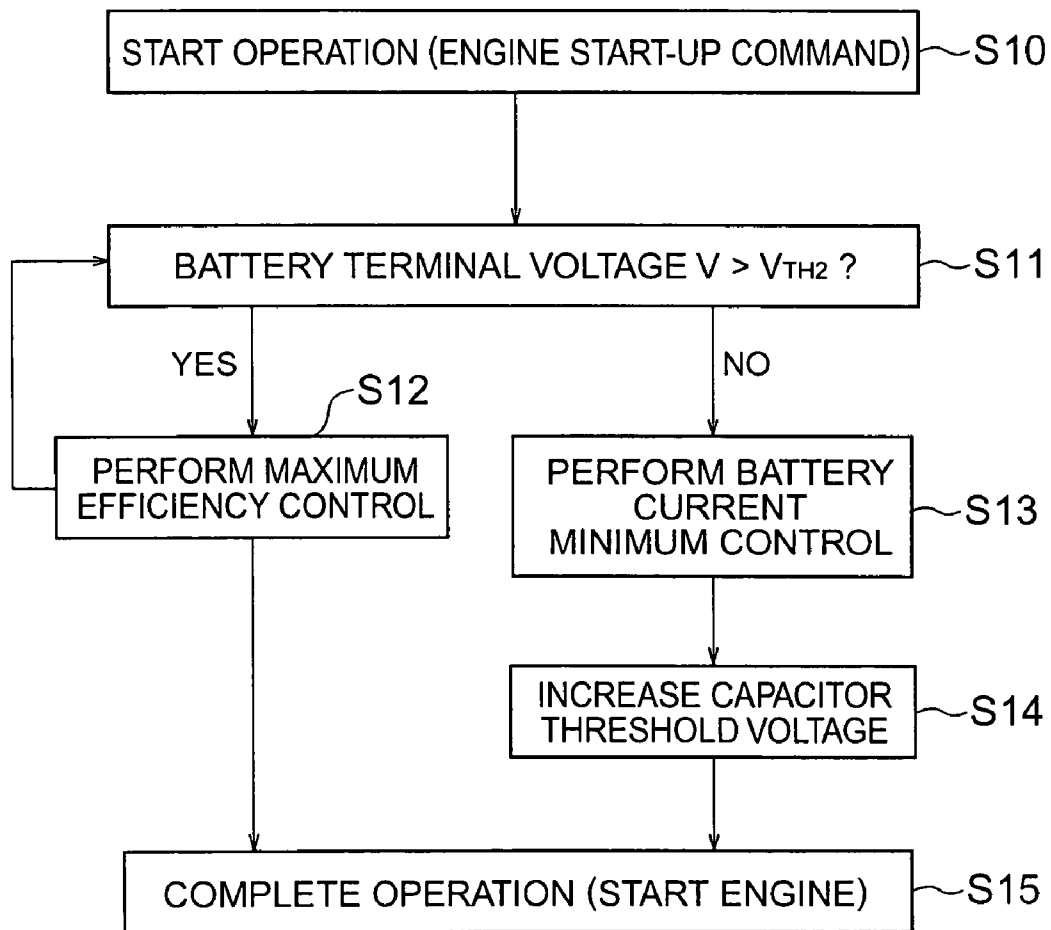 START OPERATION (ENGINE START-UP COMMAND)
S10
BATTERY TERMINAL VOLTAGE V > VTH2 ?
S11
YES
NO
S12
PERFORM MAXIMUM
EFFICIENCY CONTROL
PERFORM BATTERY
CURRENT
MINIMUM CONTROL
S13
INCREASE CAPACITOR
THRESHOLD VOLTAGE
S14
COMPLETE OPERATION (START ENGINE)
S15